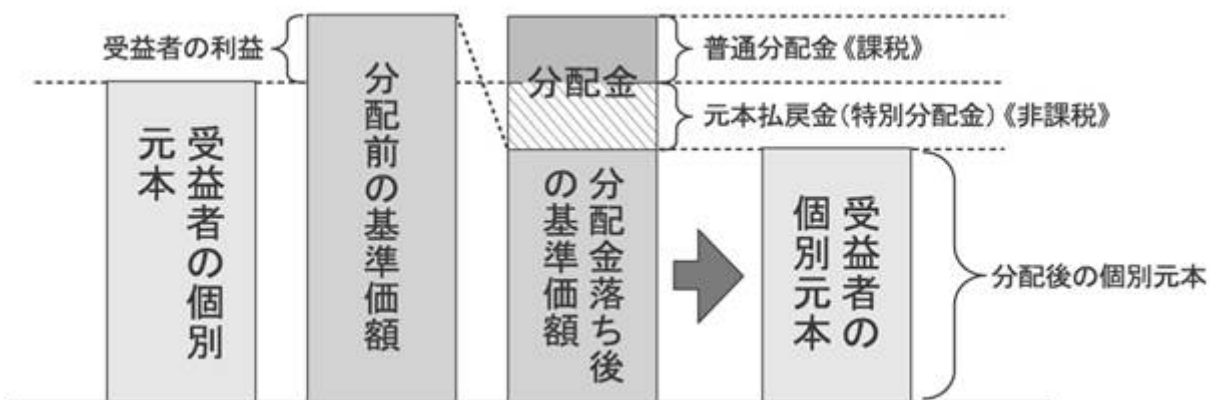 受益者の利益
受益者の個別
元本
分配前の基準価額
分配金
分配金落ち後
の基準価額
普通分配金《課税》
元本払戻金(特別分配金)《非課税》
受益者の
個別元本
分配後の個別元本